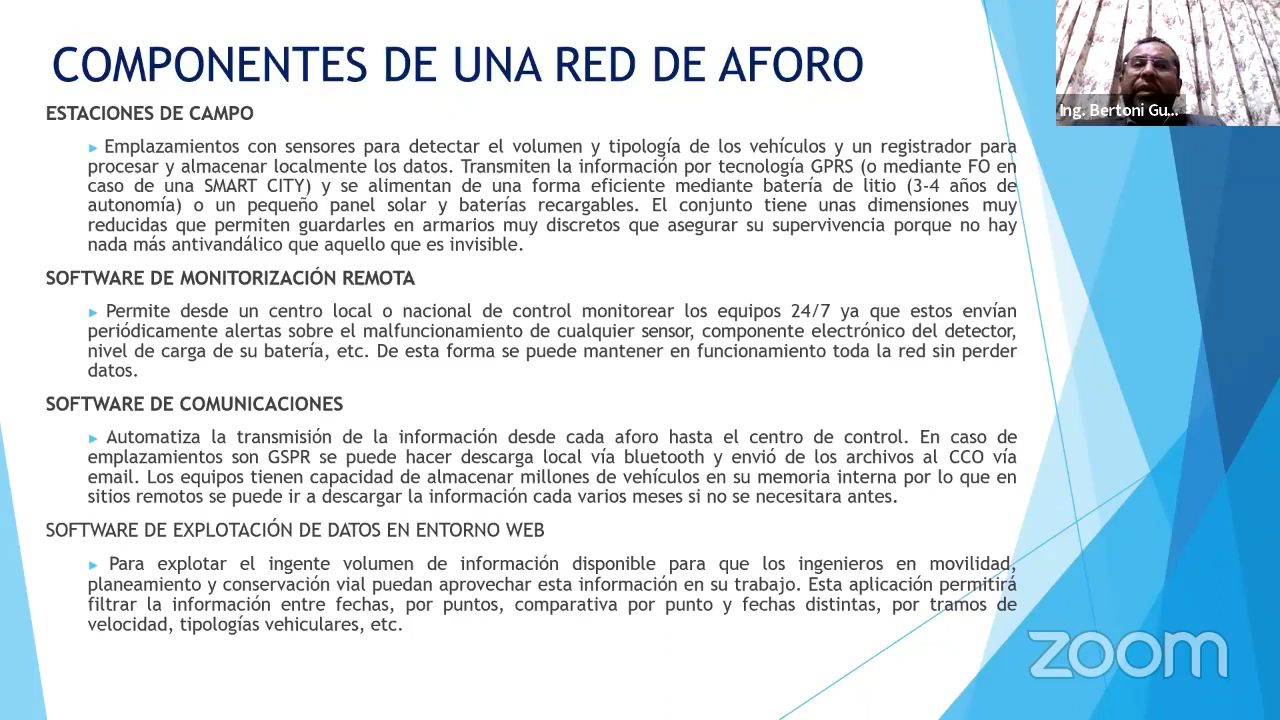 COMPONENTES DE UNA RED DE AFORO
Ing. Bertoni Gu...
ESTACIONES DE CAMPO
Emplazamientos con sensores para detectar el volumen y tipología de los vehículos y un registrador para
procesar y almacenar localmente los datos. Transmiten la información por tecnología GPRS (o mediante FO en
caso de una SMART CITY) y se alimentan de una forma eficiente mediante batería de litio (3-4 años de
autonomía) o un pequeño panel solar y baterías recargables. El conjunto tiene unas dimensiones muy
reducidas que permiten guardarles en armarios muy discretos que asegurar su supervivencia porque no hay
nada más antivandálico que aquello que es invisible.
SOFTWARE DE MONITORIZACIÓN REMOTA
Permite desde un centro local o nacional de control monitorear los equipos 24/7 ya que estos envían
periódicamente alertas sobre el malfuncionamiento de cualquier sensor, componente electrónico del detector,
nivel de carga de su batería, etc. De esta forma se puede mantener en funcionamiento toda la red sin perder
datos.
SOFTWARE DE COMUNICACIONES
Automatiza la transmisión de la información desde cada aforo hasta el centro de control. En caso de
emplazamientos son GSPR se puede hacer descarga local vía bluetooth y envió de los archivos al CCO vía
email. Los equipos tienen capacidad de almacenar millones de vehículos en su memoria interna por lo que en
sitios remotos se puede ir a descargar la información cada varios meses si no se necesitara antes.
SOFTWARE DE EXPLOTACIÓN DE DATOS EN ENTORNO WEB
Para explotar el ingente volumen de información disponible para que los ingenieros en movilidad,
planeamiento y conservación vial puedan aprovechar esta información en su trabajo. Esta aplicación permitirá
filtrar la información entre fechas, por puntos, comparativa por punto y fechas distintas, por tramos de
velocidad, tipologías vehiculares, etc.
zoom